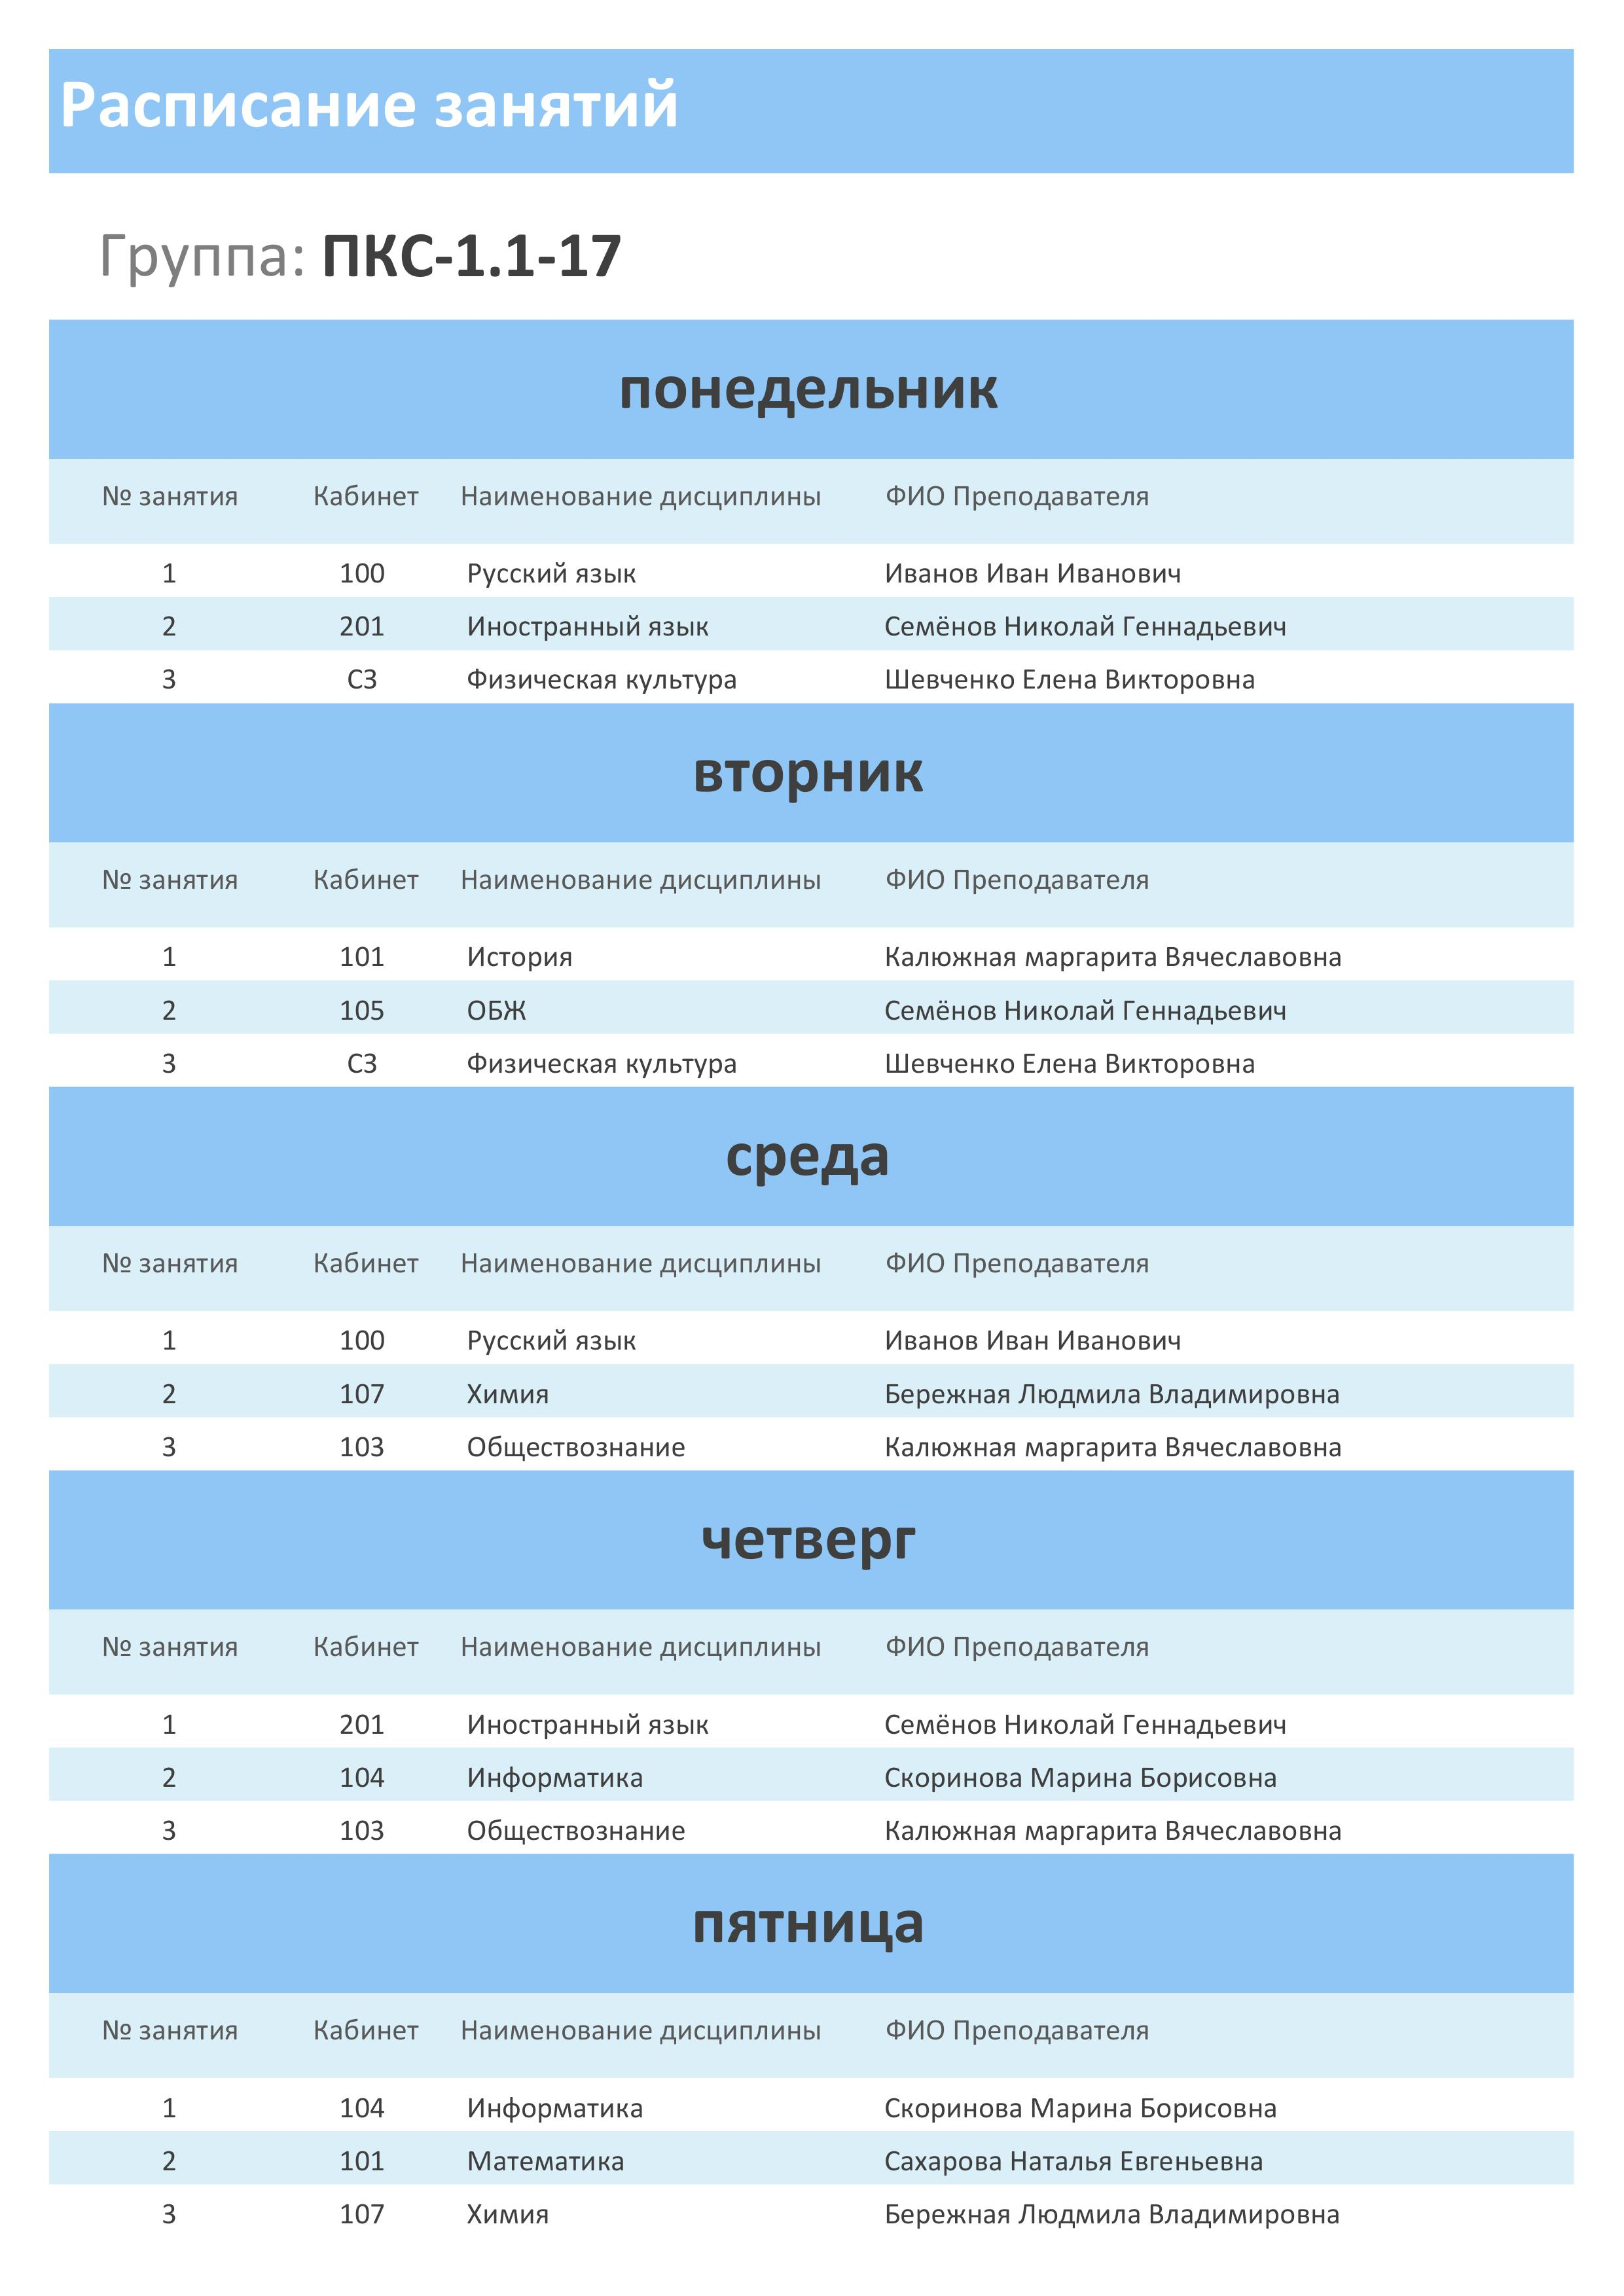 Расписание занятий
Группа: ПКС-1.1-17
понедельник
№ занятия Кабинет Наименование дисциплины ФИО Преподавателя
1 100 Русский язык Иванов Иван Иванович
2 201 Иностранный язык Семёнов Николай Геннадьевич
3 С3 Физическая культура Шевченко Елена Викторовна
вторник
№ занятия Кабинет Наименование дисциплины ФИО Преподавателя
1 101 История Калюжная маргарита Вячеславовна
2 105 ОБЖ Семёнов Николай Геннадьевич
3 С3 Физическая культура Шевченко Елена Викторовна
среда
№ занятия Кабинет Наименование дисциплины ФИО Преподавателя
1 100 Русский язык Иванов Иван Иванович
2 107 Химия Бережная Людмила Владимировна
3 103 Обществознание Калюжная маргарита Вячеславовна
четверг
№ занятия Кабинет Наименование дисциплины ФИО Преподавателя
1 201 Иностранный язык Семёнов Николай Геннадьевич
2 104 Информатика Скоринова Марина Борисовна
3 103 Обществознание Калюжная маргарита Вячеславовна
пятница
№ занятия Кабинет Наименование дисциплины ФИО Преподавателя
1 104 Информатика Скоринова Марина Борисовна
2 101 Математика Сахарова Наталья Евгеньевна
3 107 Химия Бережная Людмила Владимировна